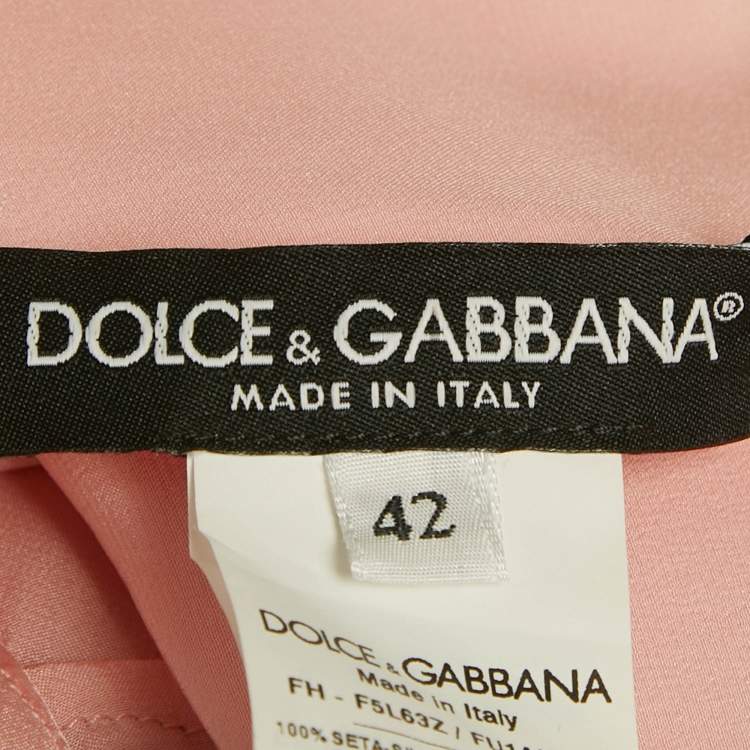 DOLCE & GABBANA®
MADE IN ITALY
42
DOLCE & GABBANA
Made in Italy
FH - F5L63Z /
100% SETA